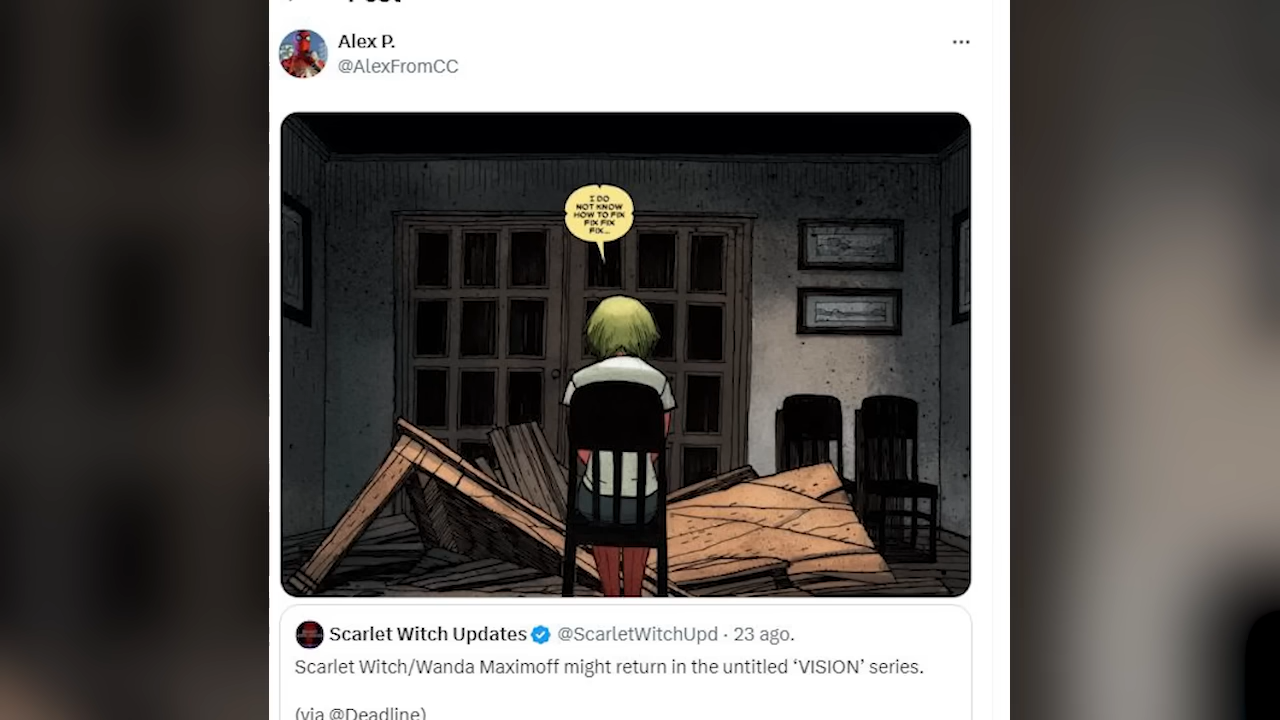 Alex P.
@AlexFromCC
I DO
NOT KNOW
HOW TO FIX
FIX FIX
FIX...
Scarlet Witch Updates @ScarletWitchUpd · 23 ago.
Scarlet Witch/Wanda Maximoff might return in the untitled ‘VISION’ series.
(via @Deadline)